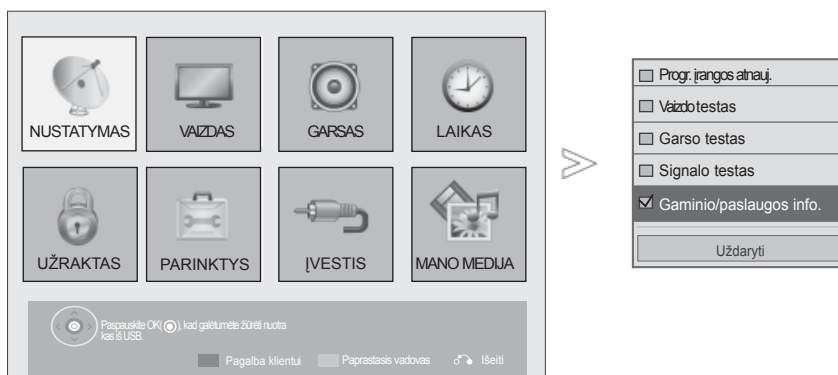 NUSTATYMAS
VAIZDAS
GARSAS
LAIKAS
UŽRAKTAS
PARINKTYS
ĮVESTIS
MANO MEDIJA
Paspauskite OK(◉), kad galėtumėte žiūrėti nuotra
kas iš USB.
Pagalba klientui
Paprastasis vadovas
Išeiti
Progr. įrangos atnauj.
Vaizdo testas
Garso testas
Signalo testas
Gaminio/paslaugos info.
Uždaryti